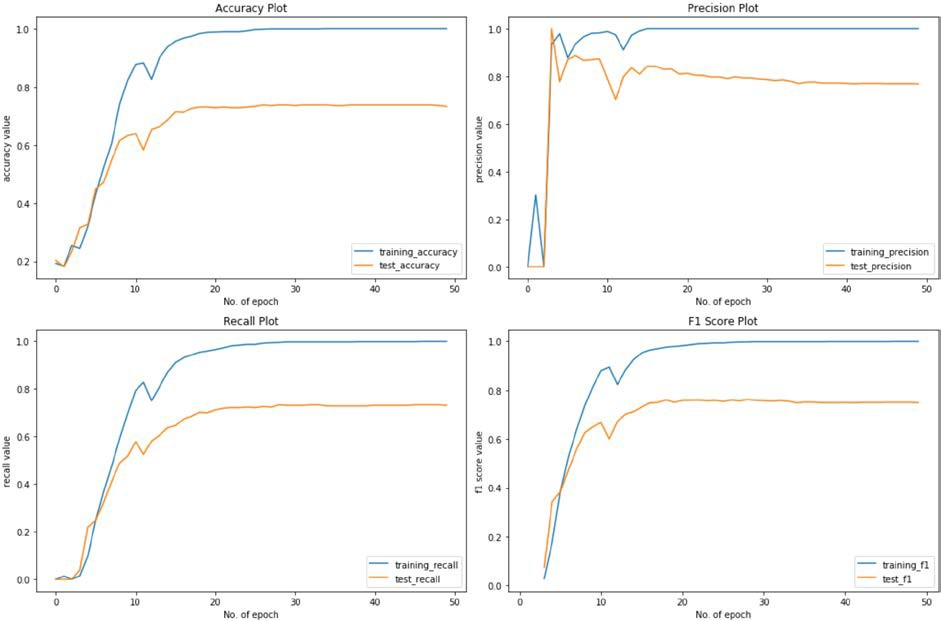 Accuracy Plot
accuracy value
1.0
0.8
0.6
0.4
0.2
0 10 20 30 40 50
No. of epoch
training_accuracy
test_accuracy
Precision Plot
precision value
1.0
0.8
0.6
0.4
0.2
0.0
0 10 20 30 40 50
No. of epoch
training_precision
test_precision
Recall Plot
recall value
1.0
0.8
0.6
0.4
0.2
0.0
0 10 20 30 40 50
No. of epoch
training_recall
test_recall
F1 Score Plot
f1 score value
1.0
0.8
0.6
0.4
0.2
0.0
0 10 20 30 40 50
No. of epoch
training_f1
test_f1